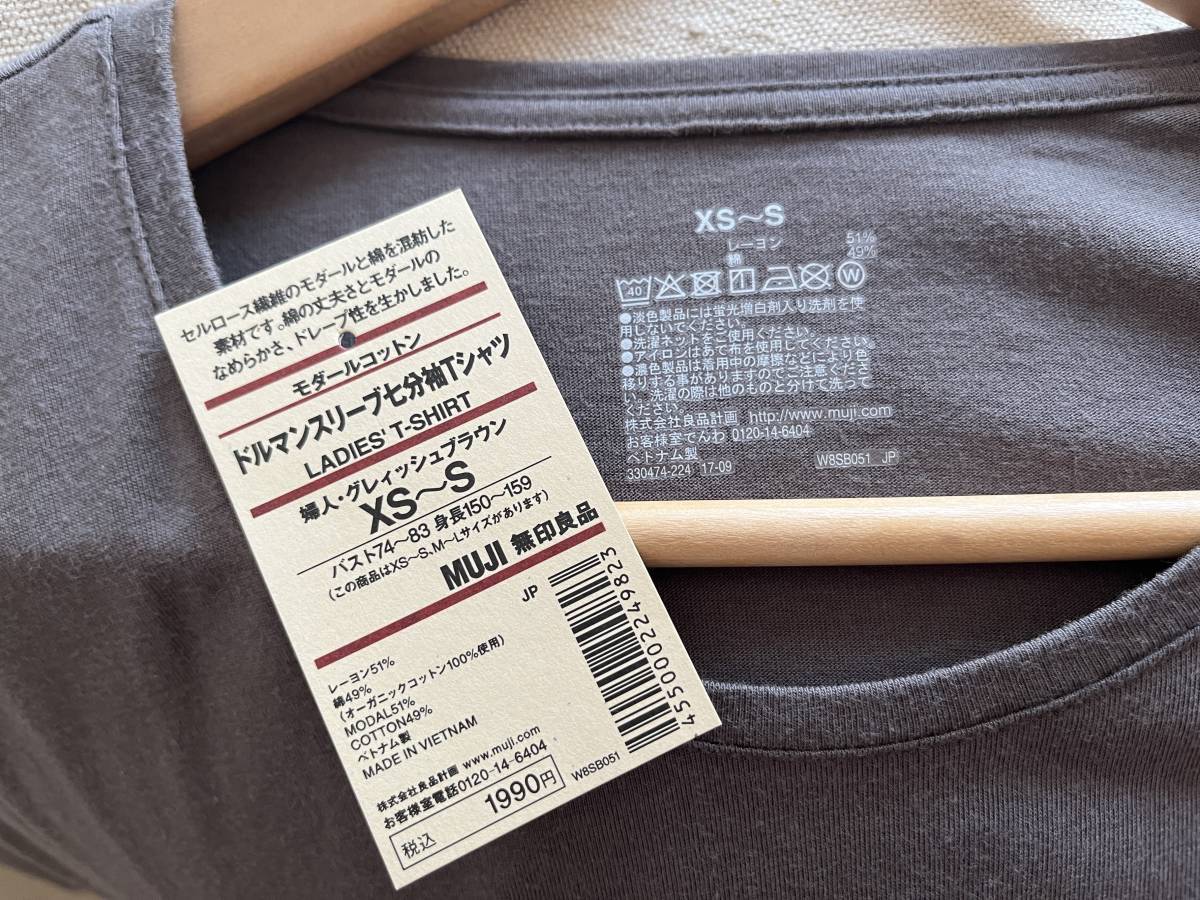 セルロース繊維のモダールと綿を混紡した
素材です。綿の丈夫さとモダールの
なめらかさ、ドレープ性を生かしました。
モダールコットン
ドルマンスリーブ七分袖Tシャツ
LADIES' T-SHIRT
婦人・グレイッシュブラウン
XS～S
バスト74～83 身長150～159
(この商品はXS～S、M～Lサイズがあります)
MUJI 無印良品
JP
4550002249823
レーヨン51%
綿49%
(オーガニックコットン100%使用)
MODAL51%
COTTON49%
ベトナム製
MADE IN VIETNAM
株式会社良品計画 www.muji.com
お客様室電話0120-14-6404
W8SB051
税込 1990円
XS～S
レーヨン 51%
綿 49%
40
W
●淡色製品には蛍光増白剤入り洗剤を使
用しないでください。
●洗濯ネットをご使用ください。
●アイロンはあて布を使用してください。
●濃色製品は着用中の摩擦などにより色
移りする事がありますのでご注意くださ
い。洗濯の際は他のものと分けて洗って
ください。
株式会社良品計画 http://www.muji.com
お客様室でんわ 0120-14-6404
ベトナム製
330474-224 17-09 W8SB051 JP